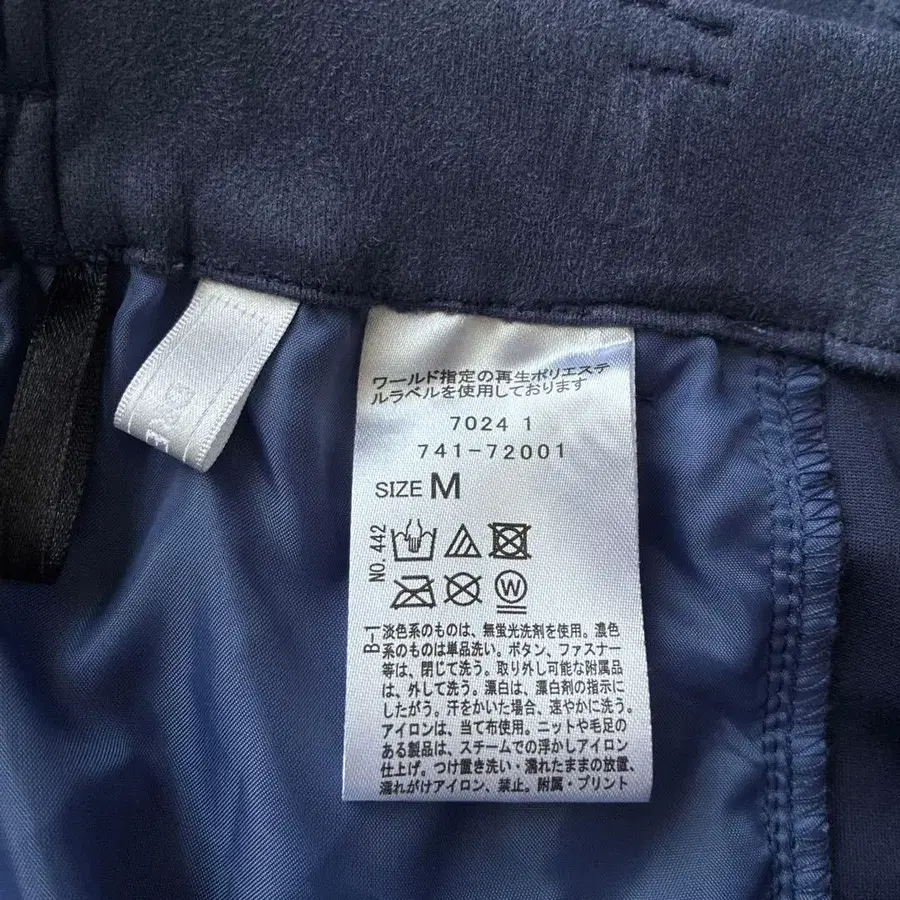 ワールド指定の再生ポリエステ
ルラベルを使用しております
7024 1
741-72001
SIZE M
NO.442
W
B-1
淡色系のものは、無蛍光洗剤を使用。濃色
系のものは単品洗い。ボタン、ファスナー
等は、閉じて洗う。取り外し可能な附属品
は、外して洗う。漂白は、漂白剤の指示に
したがう。汗をかいた場合、速やかに洗う。
アイロンは、当て布使用。ニットや毛足の
ある製品は、スチームでの浮かしアイロン
仕上げ。つけ置き洗い・濡れたままの放置、
濡れがけアイロン、禁止。附属・プリント